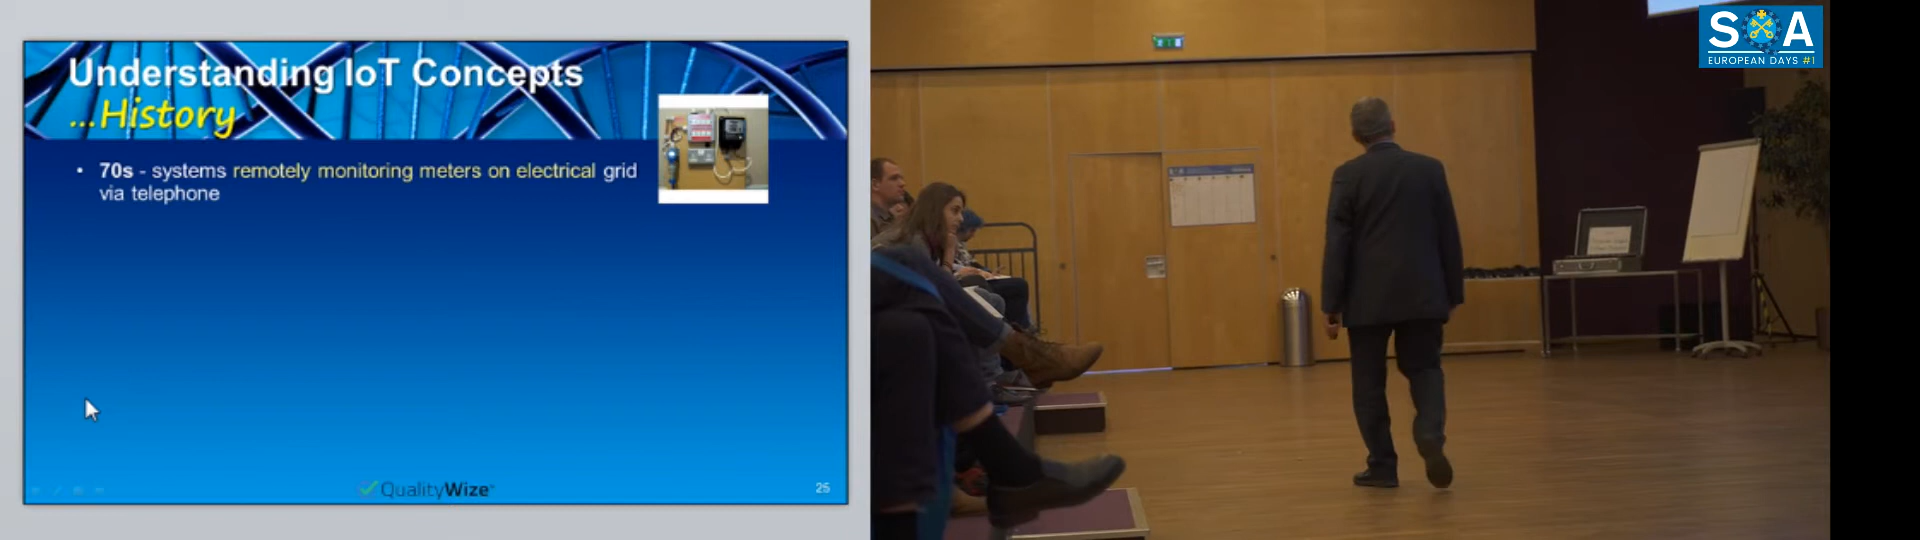 Understanding IoT Concepts
...History
• 70s - systems remotely monitoring meters on electrical grid
via telephone
QualityWize
25
S A
EUROPEAN DAYS #1